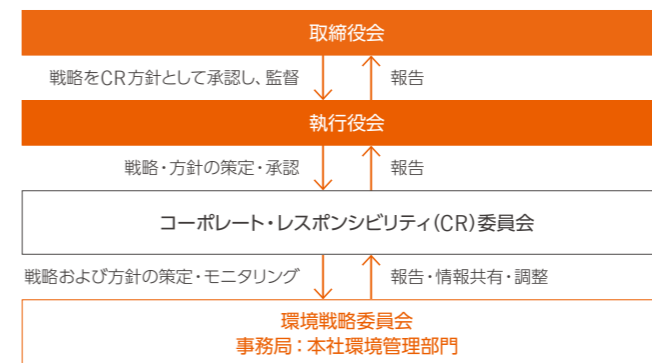 取締役会
戦略をCR方針として承認し、監督
報告
執行役会
戦略・方針の策定・承認
報告
コーポレート・レスポンシビリティ(CR)委員会
戦略および方針の策定・モニタリング
報告・情報共有・調整
環境戦略委員会
事務局：本社環境管理部門